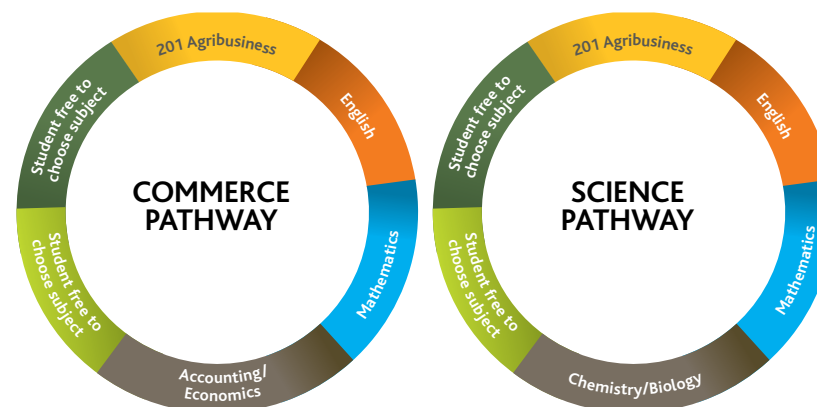 201 Agribusiness
English
Mathematics
Accounting/
Economics
Student free to
choose subject
Student free to
choose subject
COMMERCE
PATHWAY
201 Agribusiness
English
Mathematics
Chemistry/Biology
Student free to
choose subject
Student free to
choose subject
SCIENCE
PATHWAY